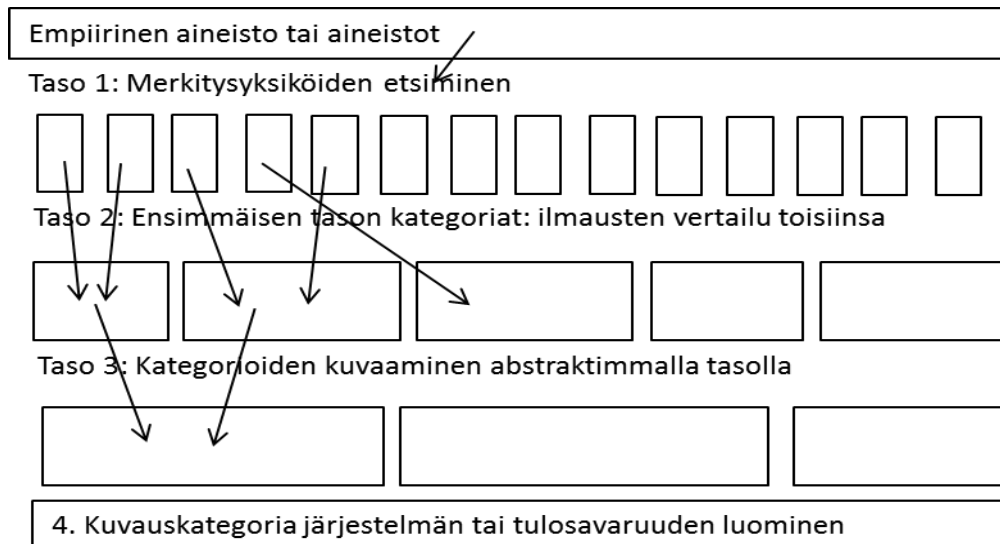 Empiirinen aineisto tai aineistot
Taso 1: Merkitysyksiköiden etsiminen
Taso 2: Ensimmäisen tason kategoriat: ilmausten vertailu toisiinsa
Taso 3: Kategorioiden kuvaaminen abstraktimmalla tasolla
4. Kuvauskategoria järjestelmän tai tulosavaruuden luominen